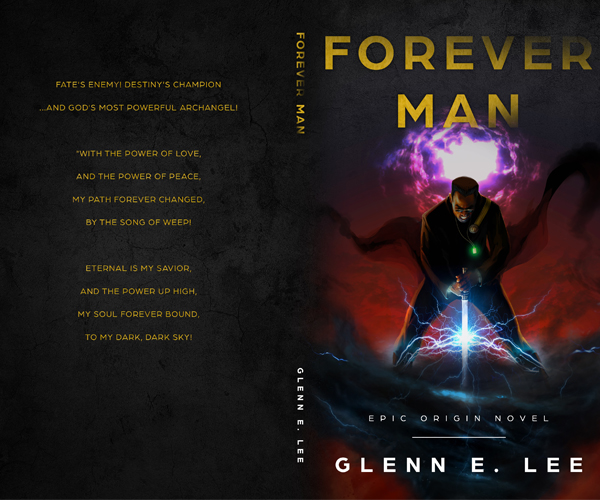 FATE'S ENEMY! DESTINY'S CHAMPION
...AND GOD'S MOST POWERFUL ARCHANGEL!
"WITH THE POWER OF LOVE,
AND THE POWER OF PEACE,
MY PATH FOREVER CHANGED,
BY THE SONG OF WEEP!
ETERNAL IS MY SAVIOR,
AND THE POWER UP HIGH,
MY SOUL FOREVER BOUND,
TO MY DARK, DARK SKY!
FOREVER MAN
GLENN E. LEE
FOREVER
MAN
EPIC ORIGIN NOVEL
GLENN E. LEE